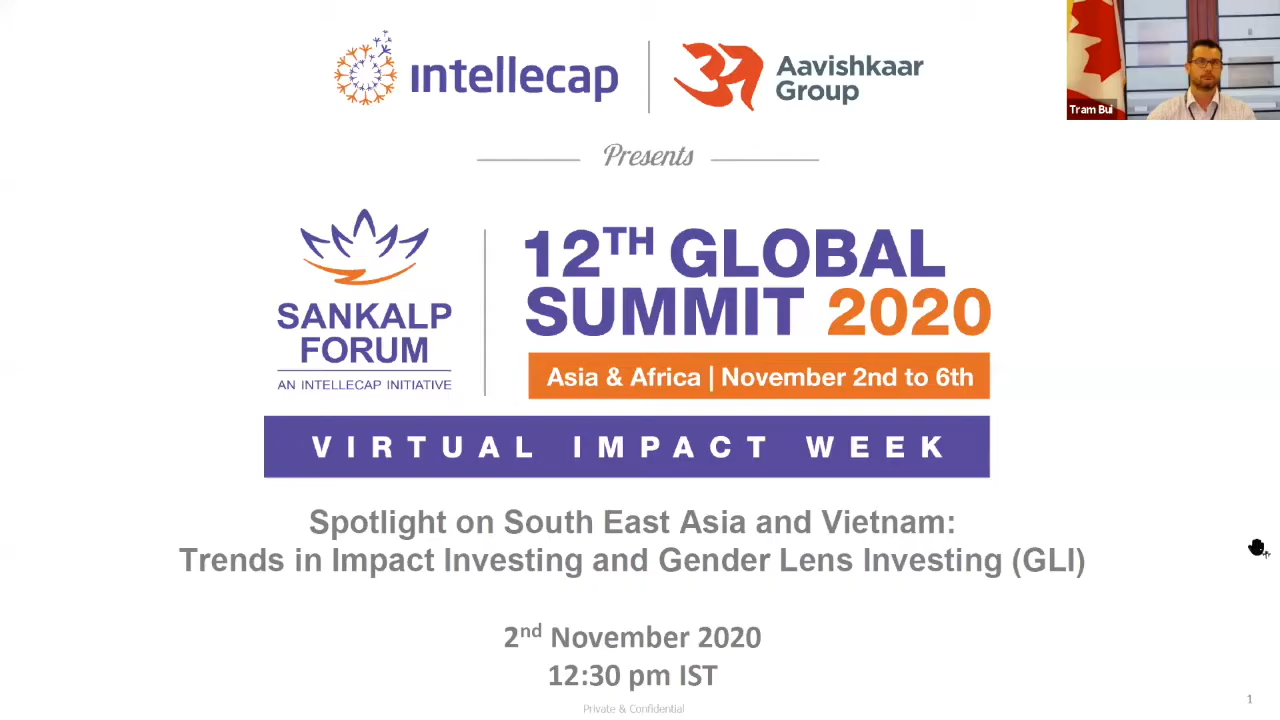 intellecap
Aavishkaar
Group
Tram Bui
Presents
SANKALP
FORUM
AN INTELLECAP INITIATIVE
12TH GLOBAL
SUMMIT 2020
Asia & Africa | November 2nd to 6th
VIRTUAL IMPACT WEEK
Spotlight on South East Asia and Vietnam:
Trends in Impact Investing and Gender Lens Investing (GLI)
2nd November 2020
12:30 pm IST
Private & Confidential
1